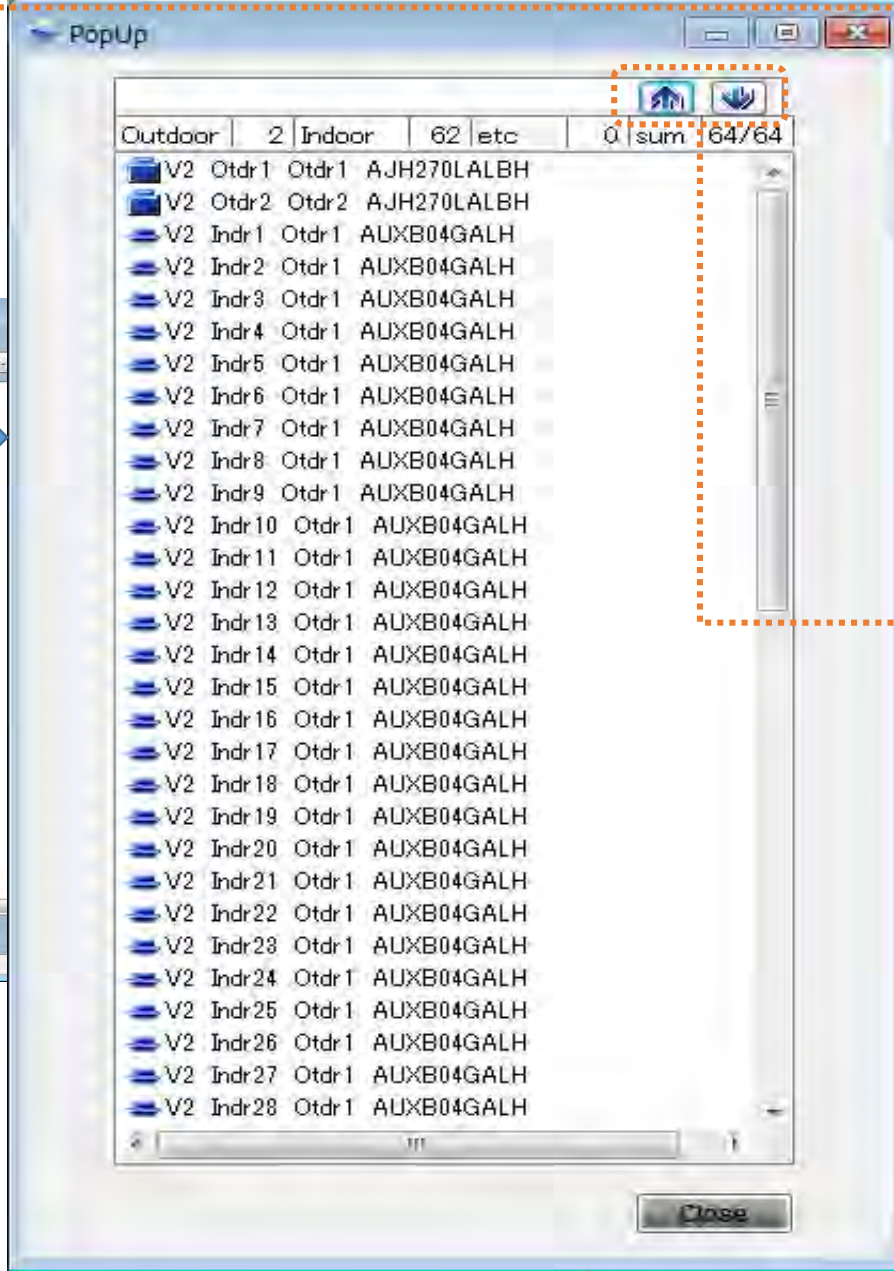 PopUp
Outdoor 2 Indoor 62 etc 0 sum 64/64
V2 Otdr1 Otdr1 AJH270LALBH
V2 Otdr2 Otdr2 AJH270LALBH
V2 Indr1 Otdr1 AUXB04GALH
V2 Indr2 Otdr1 AUXB04GALH
V2 Indr3 Otdr1 AUXB04GALH
V2 Indr4 Otdr1 AUXB04GALH
V2 Indr5 Otdr1 AUXB04GALH
V2 Indr6 Otdr1 AUXB04GALH
V2 Indr7 Otdr1 AUXB04GALH
V2 Indr8 Otdr1 AUXB04GALH
V2 Indr9 Otdr1 AUXB04GALH
V2 Indr10 Otdr1 AUXB04GALH
V2 Indr11 Otdr1 AUXB04GALH
V2 Indr12 Otdr1 AUXB04GALH
V2 Indr13 Otdr1 AUXB04GALH
V2 Indr14 Otdr1 AUXB04GALH
V2 Indr15 Otdr1 AUXB04GALH
V2 Indr16 Otdr1 AUXB04GALH
V2 Indr17 Otdr1 AUXB04GALH
V2 Indr18 Otdr1 AUXB04GALH
V2 Indr19 Otdr1 AUXB04GALH
V2 Indr20 Otdr1 AUXB04GALH
V2 Indr21 Otdr1 AUXB04GALH
V2 Indr22 Otdr1 AUXB04GALH
V2 Indr23 Otdr1 AUXB04GALH
V2 Indr24 Otdr1 AUXB04GALH
V2 Indr25 Otdr1 AUXB04GALH
V2 Indr26 Otdr1 AUXB04GALH
V2 Indr27 Otdr1 AUXB04GALH
V2 Indr28 Otdr1 AUXB04GALH
Close